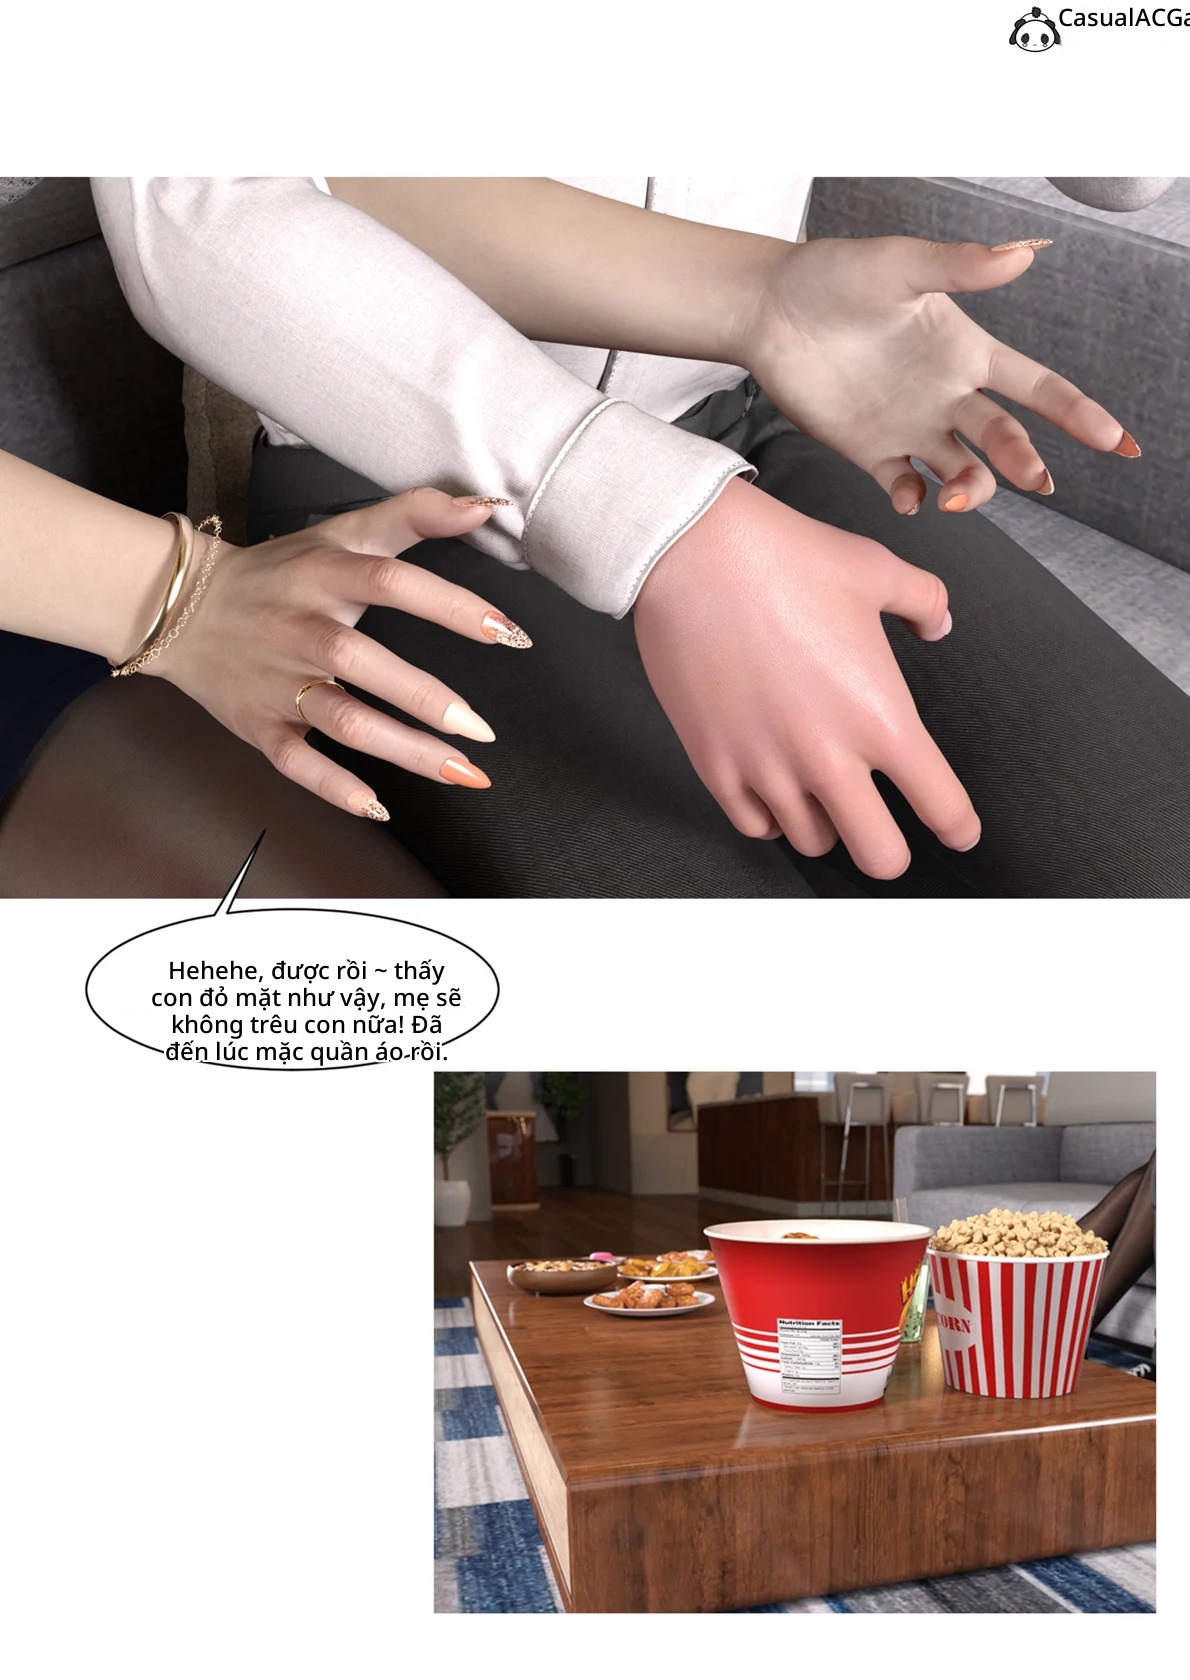 CasualACGa
Hehehe, được rồi ~ thấy
con đỏ mặt như vậy, mẹ sẽ
không trêu con nữa! Đã
đến lúc mặc quần áo rồi.
Nutrition Facts
CORN